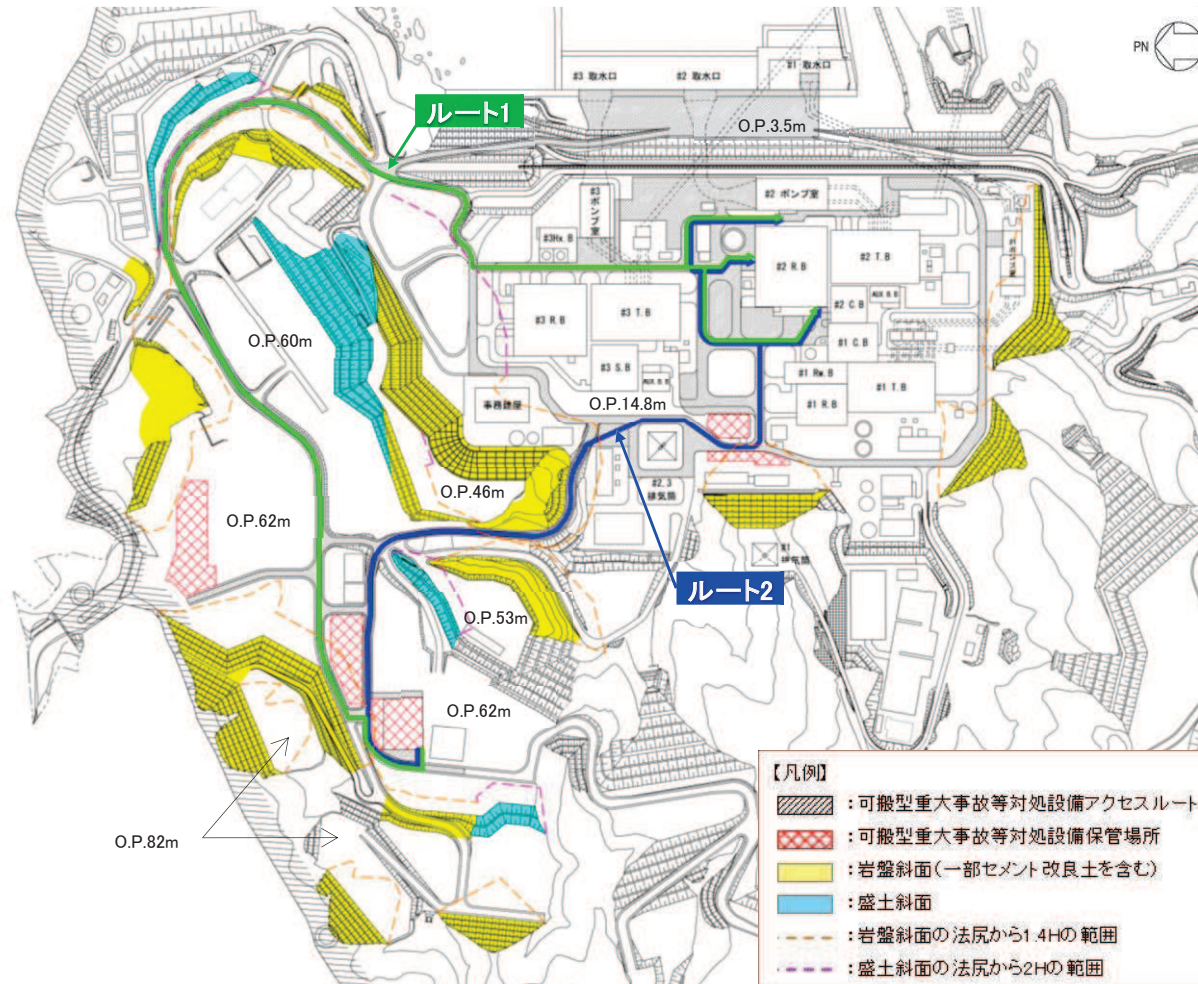 PN
#3 取水口
#2 取水口
#1 取水口
ルート1
O.P.3.5m
#3 ポンプ室
#2 ポンプ室
#3Hx.B
#2 R.B
#2 T.B
#3 R.B
#3 T.B
#2 C.B
AUX.B.B
#1 C.B
O.P.60m
#3 S.B
AUX.B.B
#1 Rw.B
#1 T.B
#1 R.B
事務建屋
O.P.14.8m
O.P.46m
#2,3
排気筒
O.P.62m
#1
排気筒
ルート2
O.P.53m
O.P.62m
O.P.82m
【凡例】
：可搬型重大事故等対処設備アクセスルート
：可搬型重大事故等対処設備保管場所
：岩盤斜面(一部セメント改良土を含む)
：盛土斜面
：岩盤斜面の法尻から1.4Hの範囲
：盛土斜面の法尻から2Hの範囲